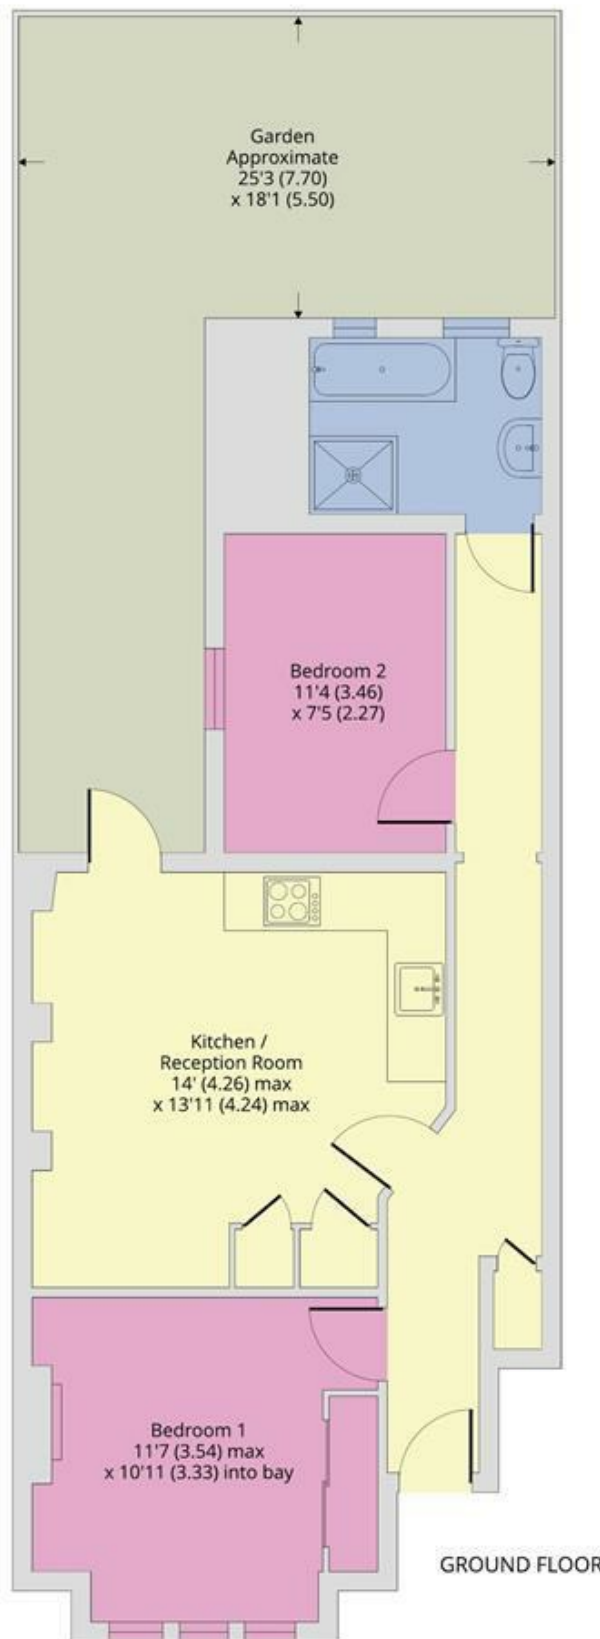 Garden
Approximate
25'3 (7.70)
x 18'1 (5.50)
Bedroom 2
11'4 (3.46)
x 7'5 (2.27)
Kitchen /
Reception Room
14' (4.26) max
x 13'11 (4.24) max
Bedroom 1
11'7 (3.54) max
x 10'11 (3.33) into bay
GROUND FLOOR